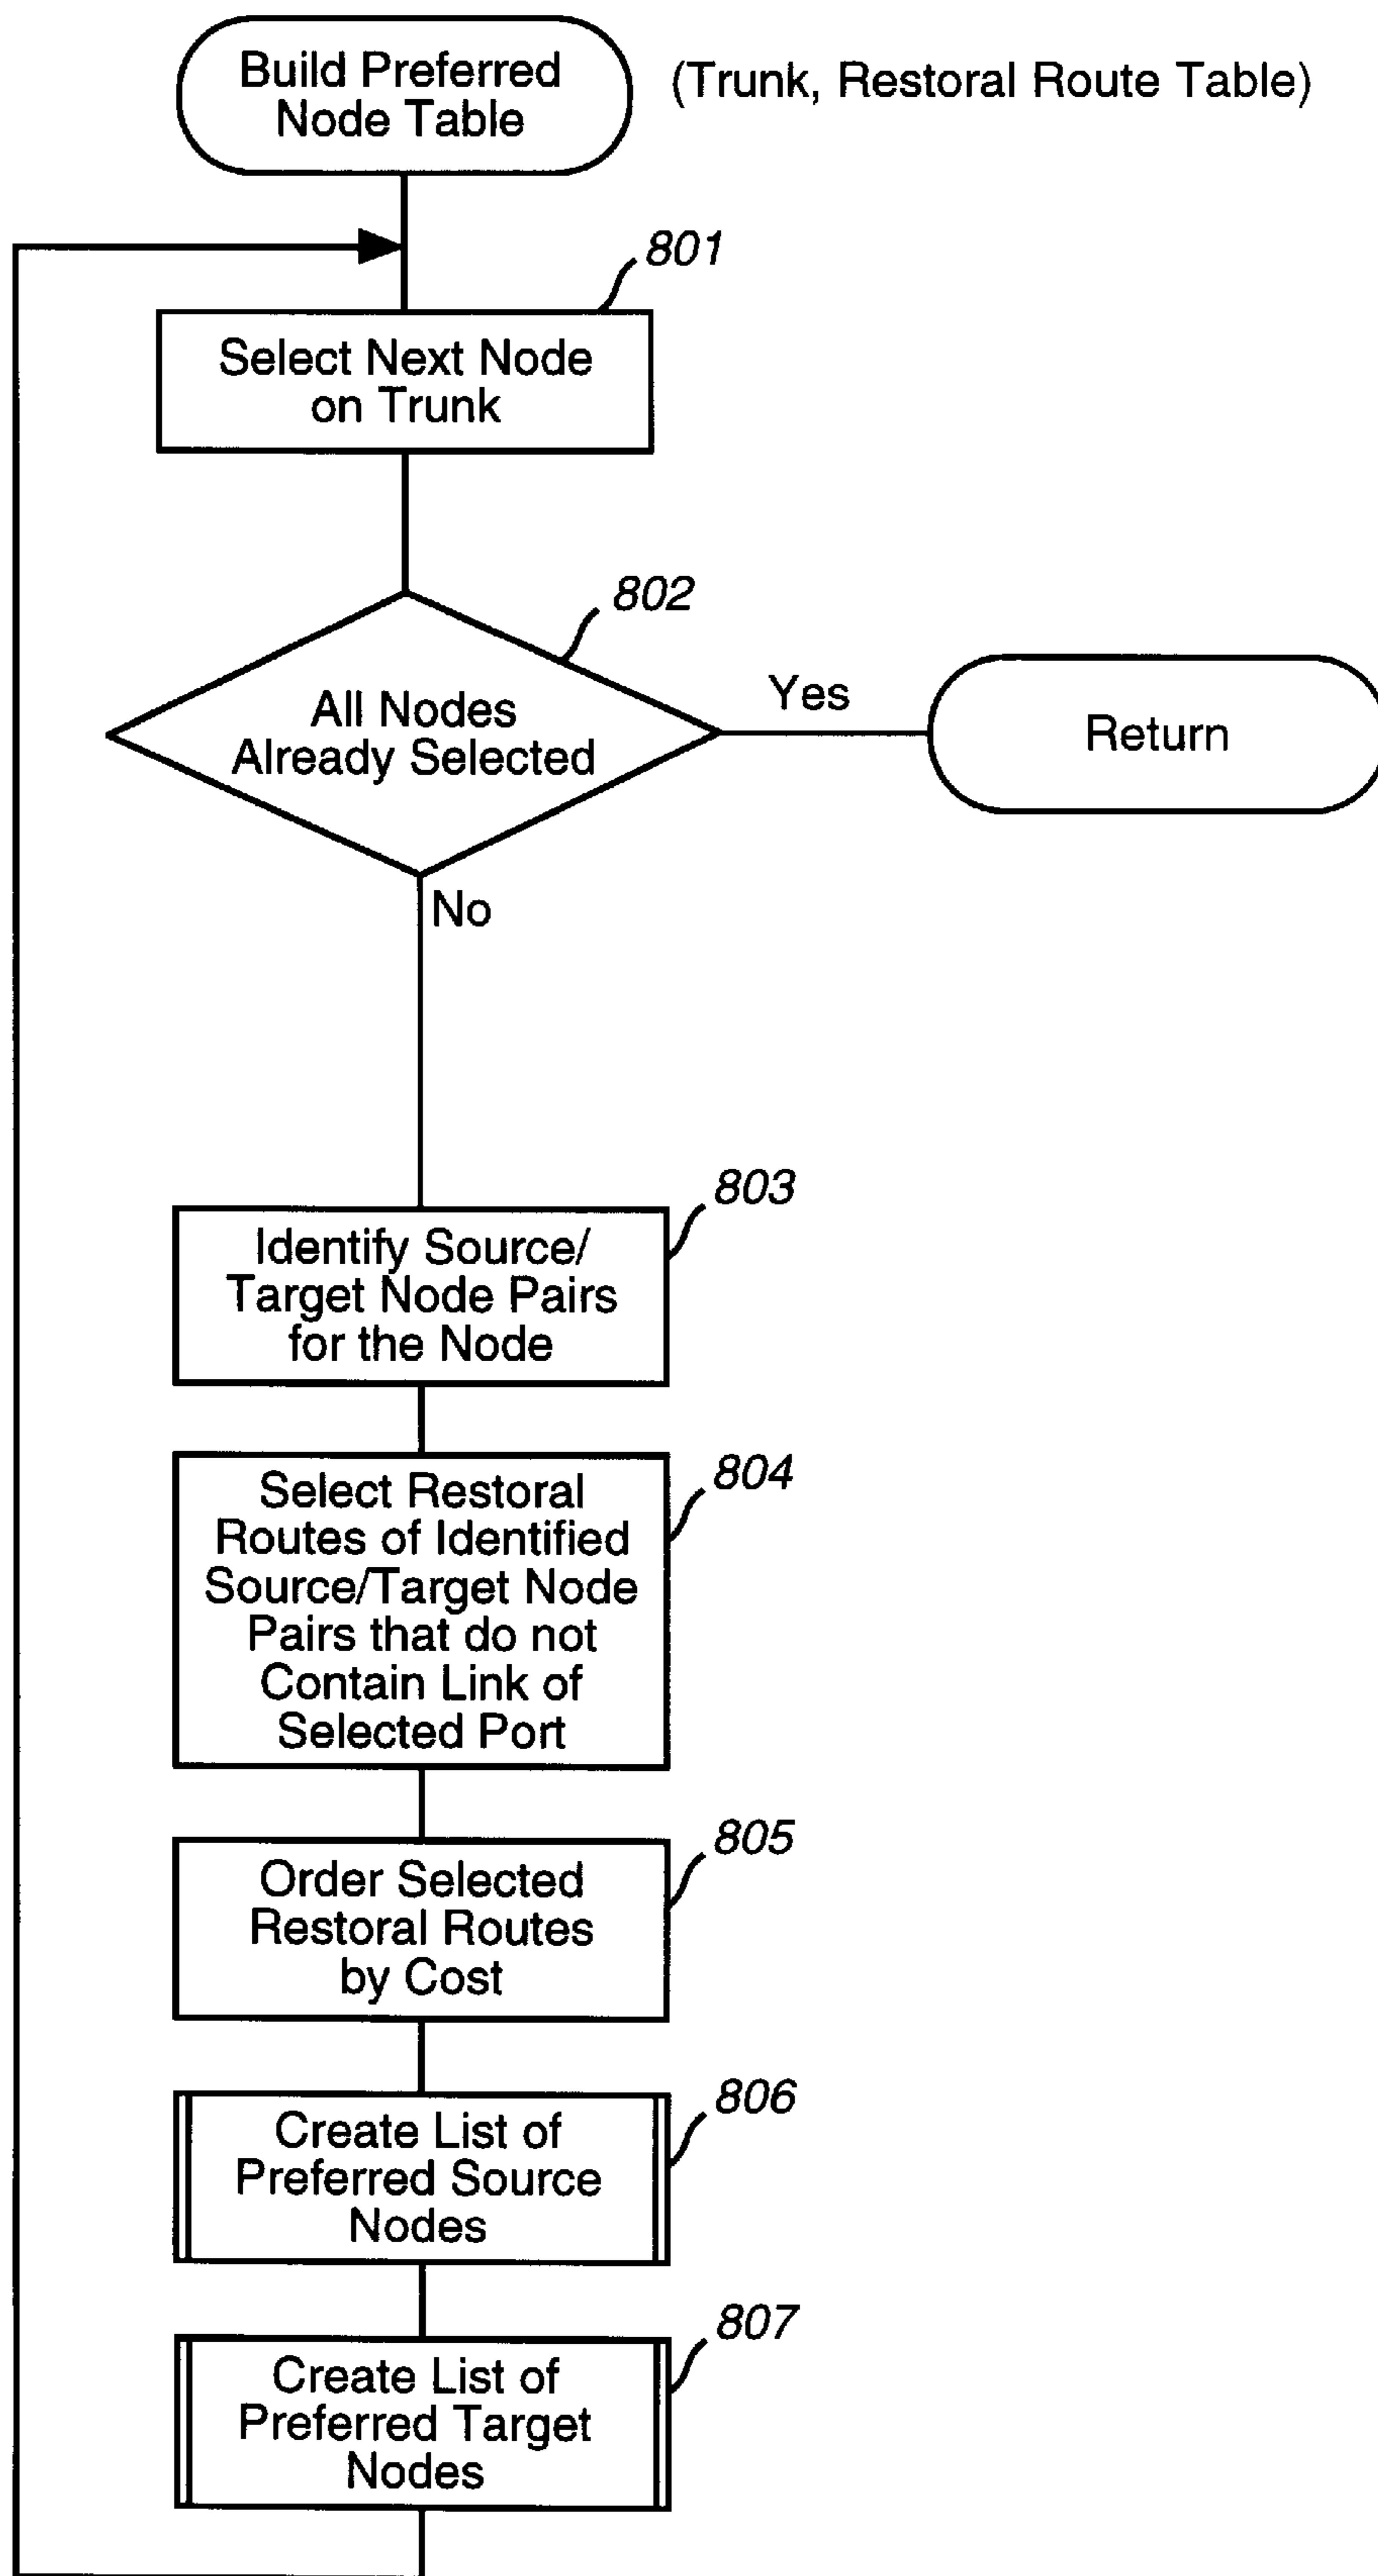 Build Preferred
Node Table
(Trunk, Restoral Route Table)
801
Select Next Node
on Trunk
802
All Nodes
Already Selected
Yes
Return
No
803
Identify Source/
Target Node Pairs
for the Node
804
Select Restoral
Routes of Identified
Source/Target Node
Pairs that do not
Contain Link of
Selected Port
805
Order Selected
Restoral Routes
by Cost
806
Create List of
Preferred Source
Nodes
807
Create List of
Preferred Target
Nodes